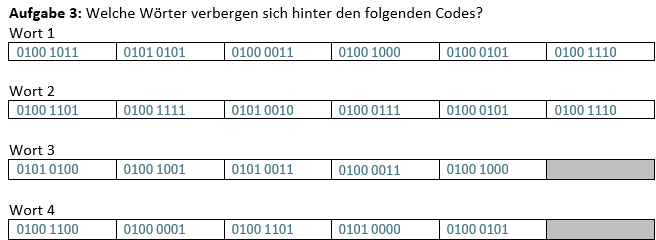 Aufgabe 3: Welche Wörter verbergen sich hinter den folgenden Codes?
Wort 1
0100 1011 0101 0101 0100 0011 0100 1000 0100 0101 0100 1110
Wort 2
0100 1101 0100 1111 0101 0010 0100 0111 0100 0101 0100 1110
Wort 3
0101 0100 0100 1001 0101 0011 0100 0011 0100 1000
Wort 4
0100 1100 0100 0001 0100 1101 0101 0000 0100 0101